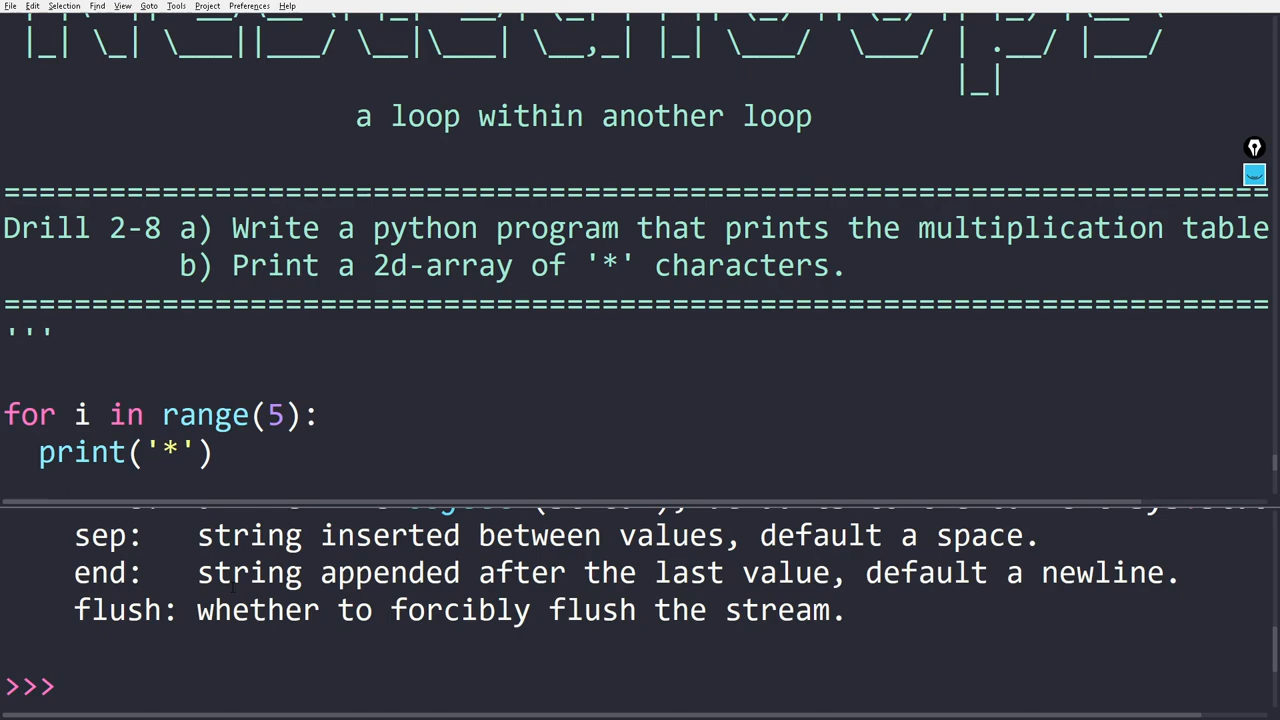 File Edit Selection Find View Goto Tools Project Preferences Help
a loop within another loop
================================================================
Drill 2-8 a) Write a python program that prints the multiplication table
b) Print a 2d-array of '*' characters.
================================================================
'''
for i in range(5):
print('*')
sep: string inserted between values, default a space.
end: string appended after the last value, default a newline.
flush: whether to forcibly flush the stream.
>>>